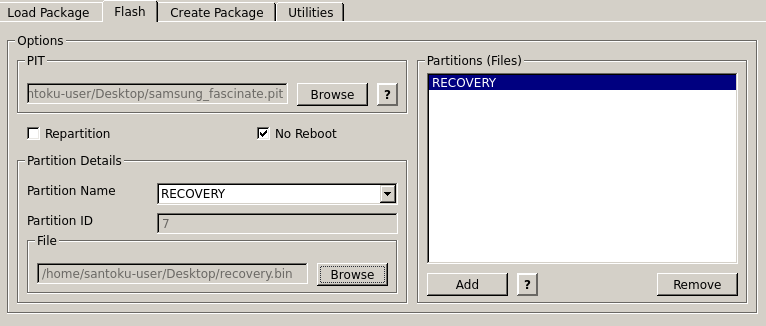 Load Package
Flash
Create Package
Utilities
Options
PIT
ntoku-user/Desktop/samsung_fascinate.pit
Browse
?
Repartition
No Reboot
Partition Details
Partition Name
RECOVERY
Partition ID
7
File
/home/santoku-user/Desktop/recovery.bin
Browse
Partitions (Files)
RECOVERY
Add
?
Remove